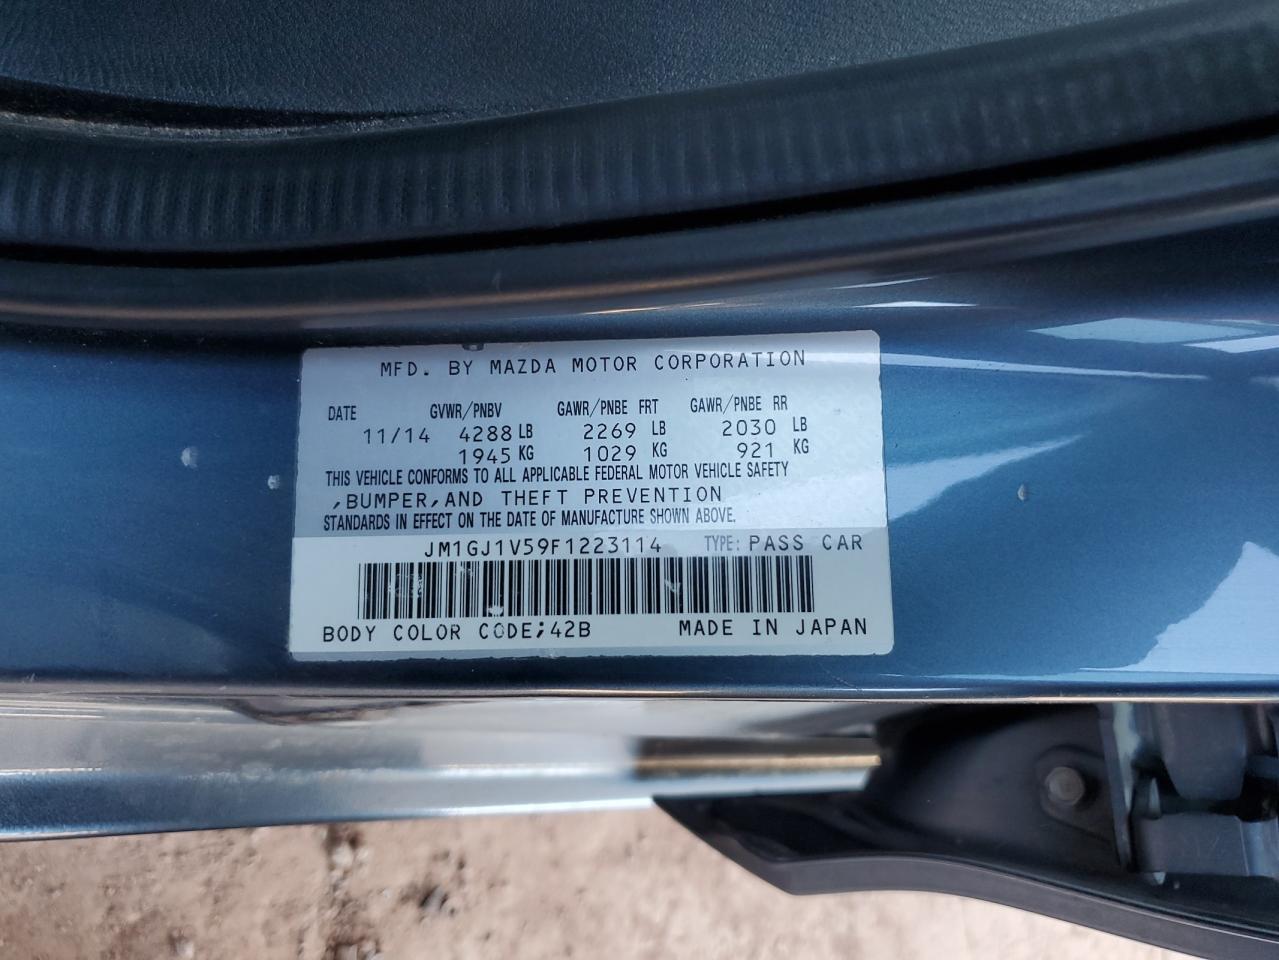 MFD. BY MAZDA MOTOR CORPORATION
DATE GVWR/PNBV GAWR/PNBE FRT GAWR/PNBE RR
11/14 4288 LB 2269 LB 2030 LB
1945 KG 1029 KG 921 KG
THIS VEHICLE CONFORMS TO ALL APPLICABLE FEDERAL MOTOR VEHICLE SAFETY
,BUMPER,AND THEFT PREVENTION
STANDARDS IN EFFECT ON THE DATE OF MANUFACTURE SHOWN ABOVE.
JM1GJ1V59F1223114 TYPE: PASS CAR
BODY COLOR CODE;42B MADE IN JAPAN